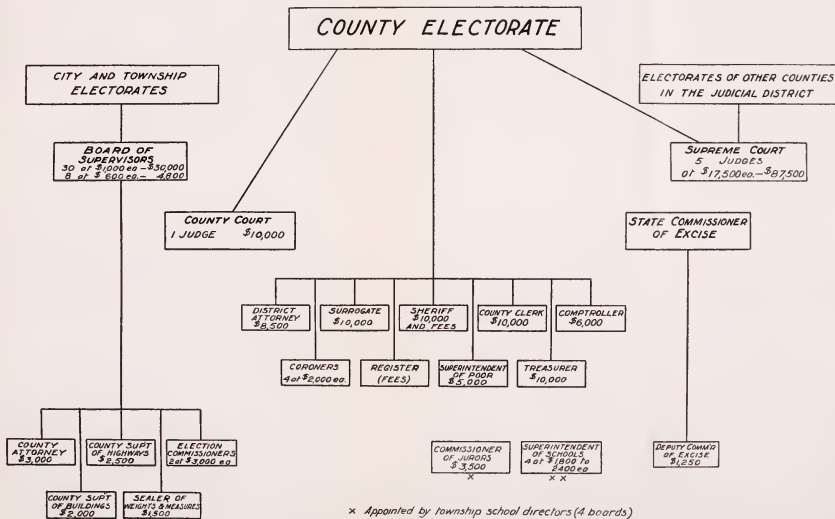 COUNTY ELECTORATE
CITY AND TOWNSHIP
ELECTORATES
ELECTORATES OF OTHER COUNTIES
IN THE JUDICIAL DISTRICT
BOARD OF
SUPERVISORS
30 at $1,000 ea - $30,000
8 at $600 ea. - 4,800
SUPREME COURT
5 JUDGES
at $17,500 ea. - $87,500
COUNTY COURT
1 JUDGE $10,000
STATE COMMISSIONER
OF EXCISE
DISTRICT
ATTORNEY
$8,500
SURROGATE
$10,000
SHERIFF
$10,000
AND FEES
COUNTY CLERK
$10,000
COMPTROLLER
$6,000
CORONERS
4 at $2,000 ea.
REGISTER
(FEES)
SUPERINTENDENT
OF POOR
$5,000
TREASURER
$10,000
COUNTY
ATTORNEY
$3,000
COUNTY SUPT
OF HIGHWAYS
$2,500
ELECTION
COMMISSIONERS
2 at $3,000 ea
COMMISSIONER
OF JURORS
$3,500
x
SUPERINTENDENT
OF SCHOOLS
4 at $1,800 to
2400 ea
x x
DEPUTY COMM'R
OF EXCISE
$1,250
COUNTY SUPT
OF BUILDINGS
$2,000
SEALER OF
WEIGHTS & MEASURES
$1,500
x Appointed by township school directors (4 boards)